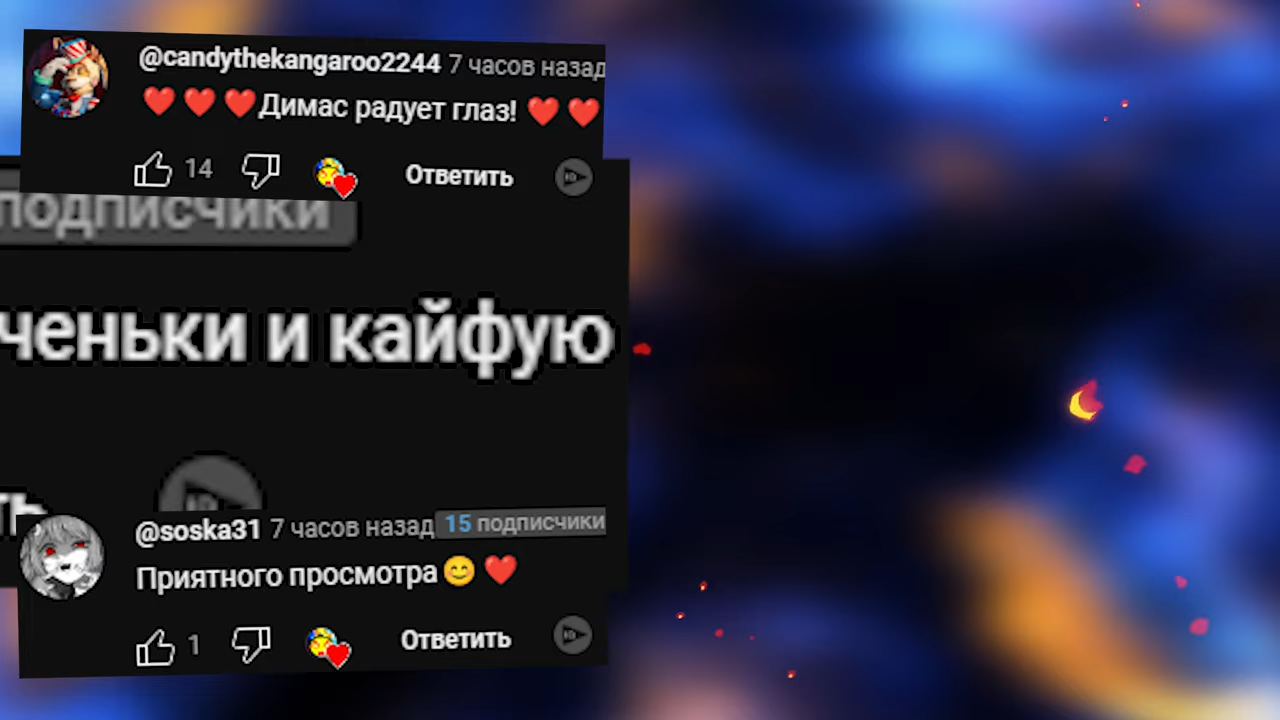 @candythekangaroo2244 7 часов назад
❤️❤️❤️Димас радует глаз! ❤️❤️
14 Ответить
подписчики
ченьки и кайфую
ть
@soska31 7 часов назад 15 подписчики
Приятного просмотра 😊 ❤️
1 Ответить